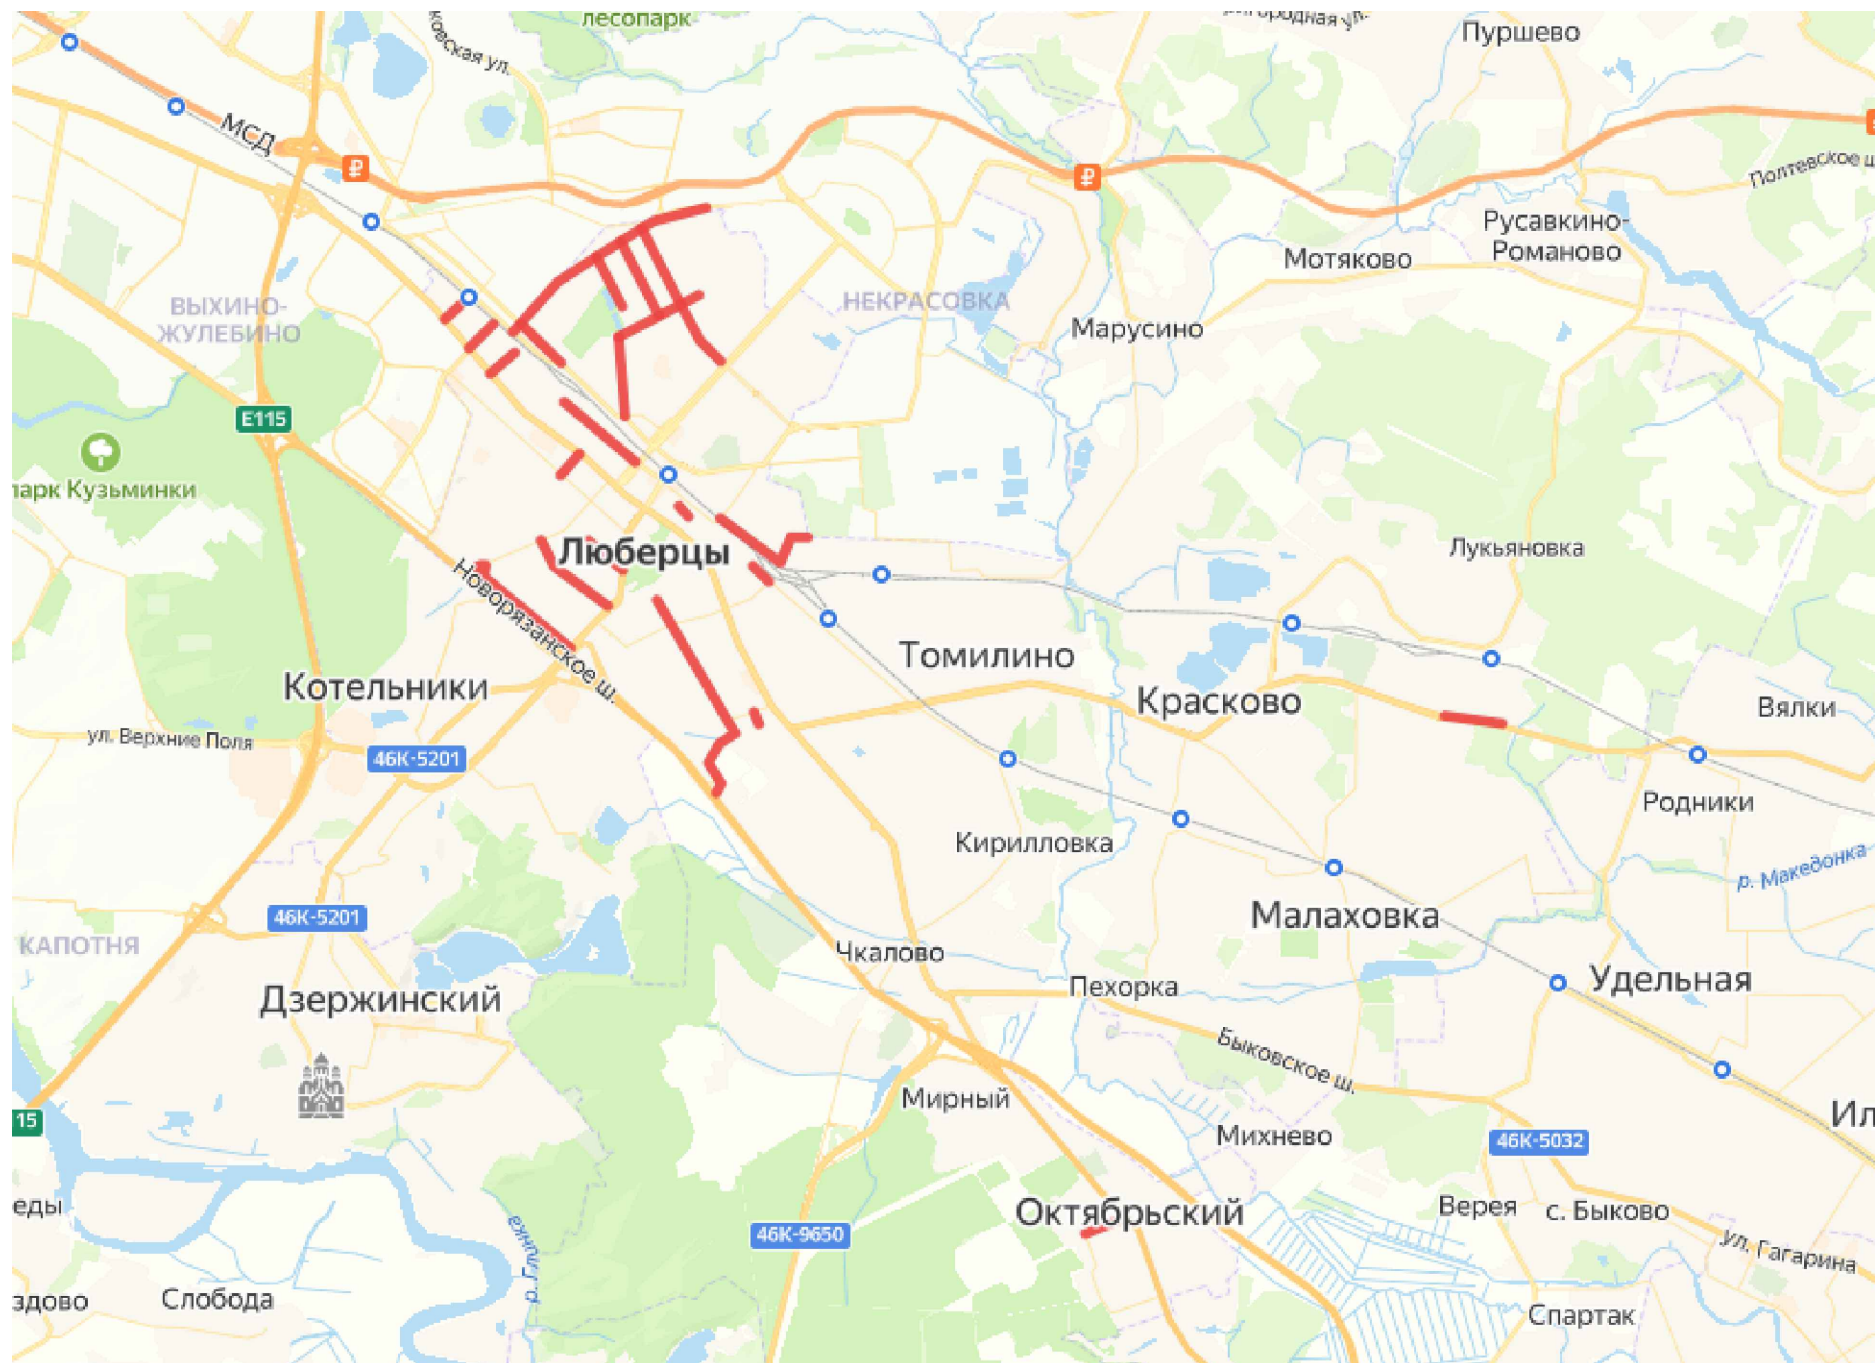 лесопарк
Пуршево
МСД
₽
₽
Полтевское ш
Русавкино-
Романово
Мотяково
ВЫХИНО-
ЖУЛЕБИНО
НЕКРАСОВКА
Марусино
E115
парк Кузьминки
Люберцы
Лукьяновка
Новорязанское ш.
Томилино
Котельники
Красково
Вялки
ул. Верхние Поля
46К-5201
Родники
Кирилловка
р. Македонка
46К-5201
Малаховка
КАПОТНЯ
Чкалово
Дзержинский
Пехорка
Удельная
Быковское ш.
Мирный
15
Ил
Михнево
46К-5032
еды
Октябрьский
Верея
с. Быково
46К-9650
ул. Гагарина
здово
Слобода
Спартак